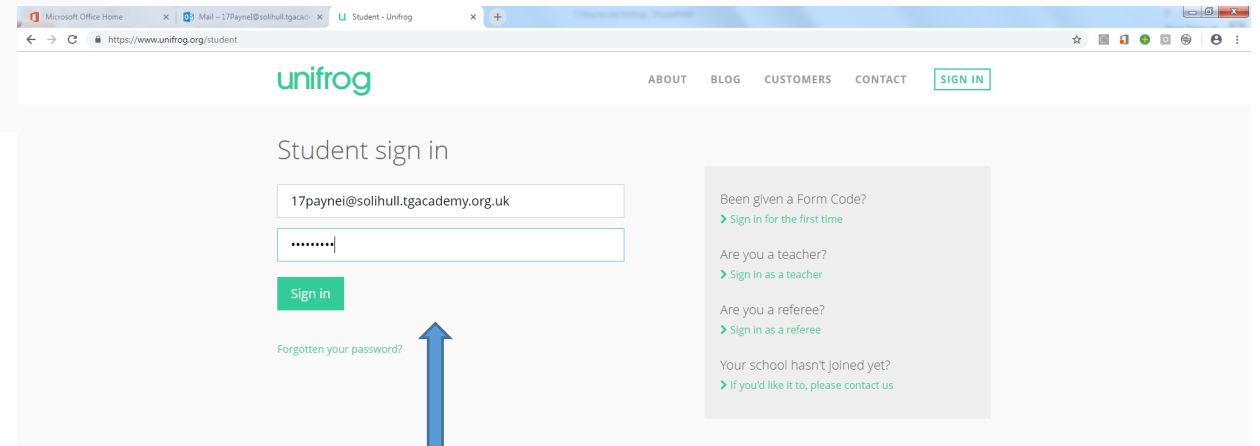 Microsoft Office Home
Mail – 17Paynel@solihull.tgacad
Student - Unifrog
https://www.unifrog.org/student
unifrog
ABOUT BLOG CUSTOMERS CONTACT SIGN IN
Student sign in
17paynei@solihull.tgacademy.org.uk
•••••••••
Sign in
Forgotten your password?
Been given a Form Code?
Sign in for the first time
Are you a teacher?
Sign in as a teacher
Are you a referee?
Sign in as a referee
Your school hasn't joined yet?
If you'd like it to, please contact us